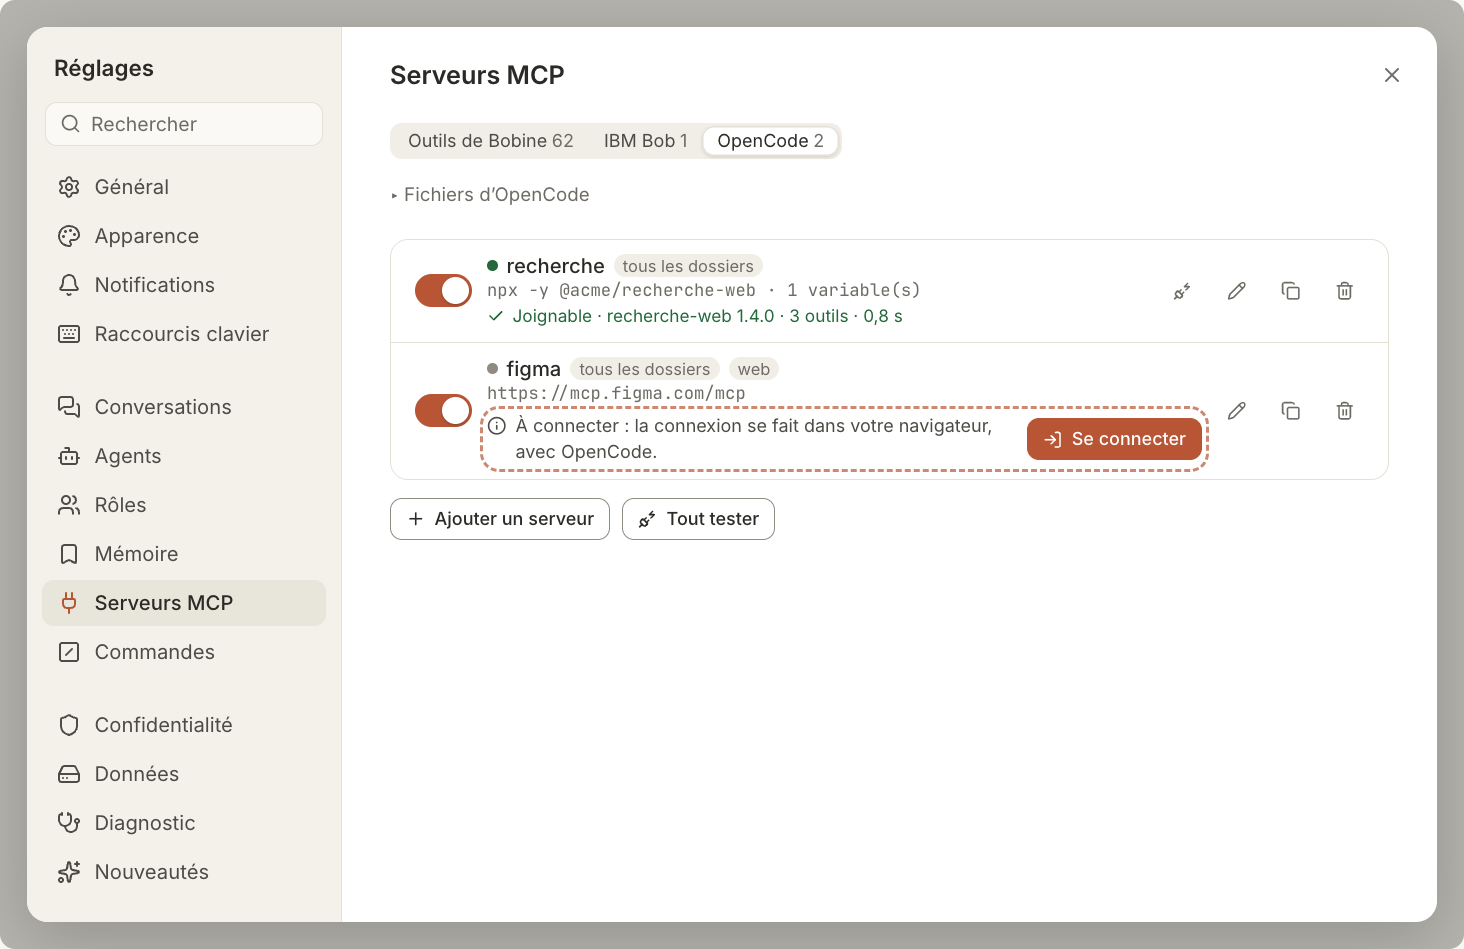 Réglages
Rechercher
Général
Apparence
Notifications
Raccourcis clavier
Conversations
Agents
Rôles
Mémoire
Serveurs MCP
Commandes
Confidentialité
Données
Diagnostic
Nouveautés
Serveurs MCP
Outils de Bobine 62 IBM Bob 1 OpenCode 2
Fichiers d’OpenCode
recherche tous les dossiers
npx -y @acme/recherche-web · 1 variable(s)
Joignable · recherche-web 1.4.0 · 3 outils · 0,8 s
figma tous les dossiers web
https://mcp.figma.com/mcp
À connecter : la connexion se fait dans votre navigateur,
avec OpenCode.
Se connecter
Ajouter un serveur Tout tester